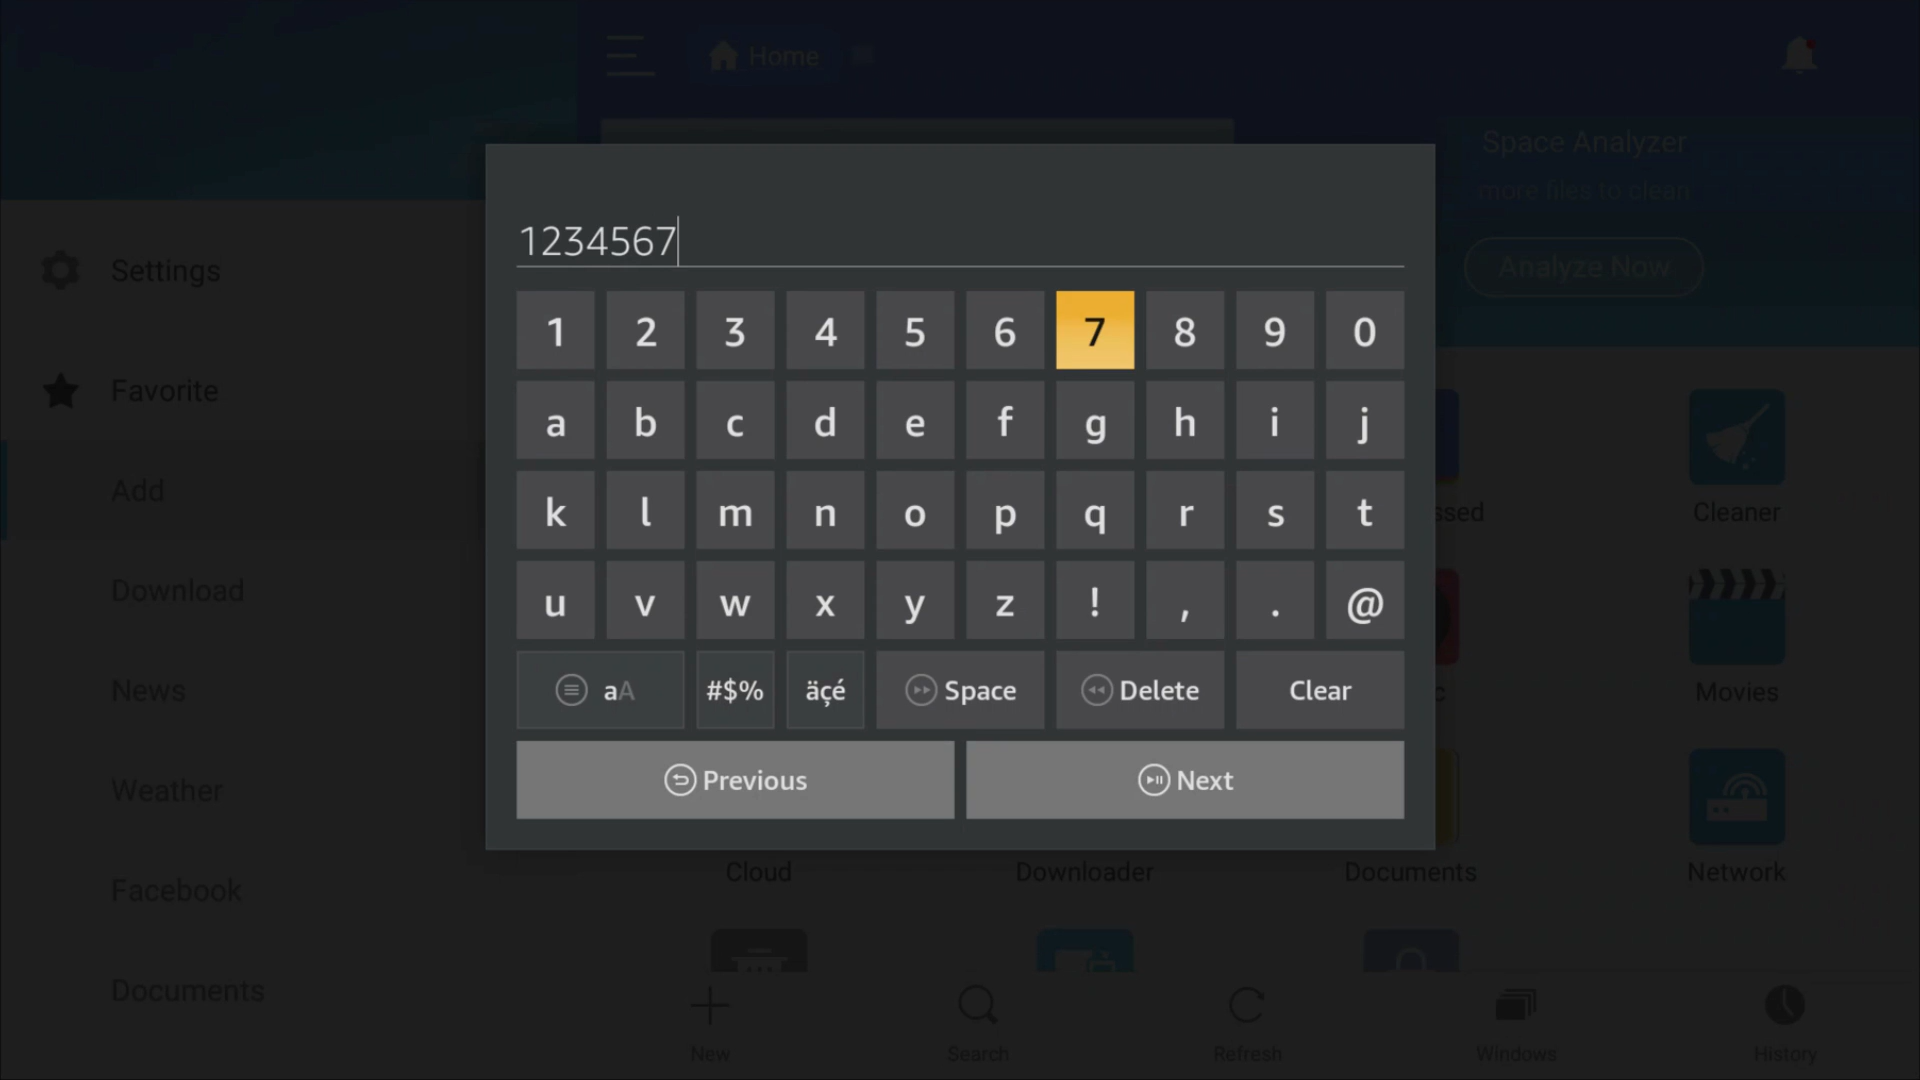 Home
Space Analyzer
more files to clean
Analyze Now
Settings
Favorite
Add
Download
News
Weather
Facebook
Documents
1234567
1 2 3 4 5 6 7 8 9 0
a b c d e f g h i j
k l m n o p q r s t
u v w x y z ! , . @
aA #$% äçé Space Delete Clear
Previous Next
ssed Cleaner
c Movies
Cloud Downloader Documents Network
New Search Refresh Windows History